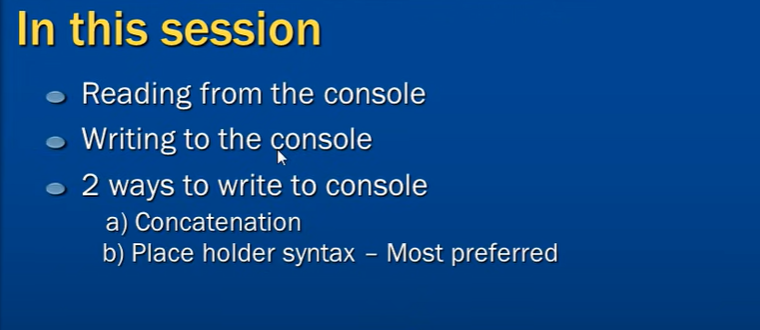 In this session
Reading from the console
Writing to the console
2 ways to write to console
a) Concatenation
b) Place holder syntax – Most preferred